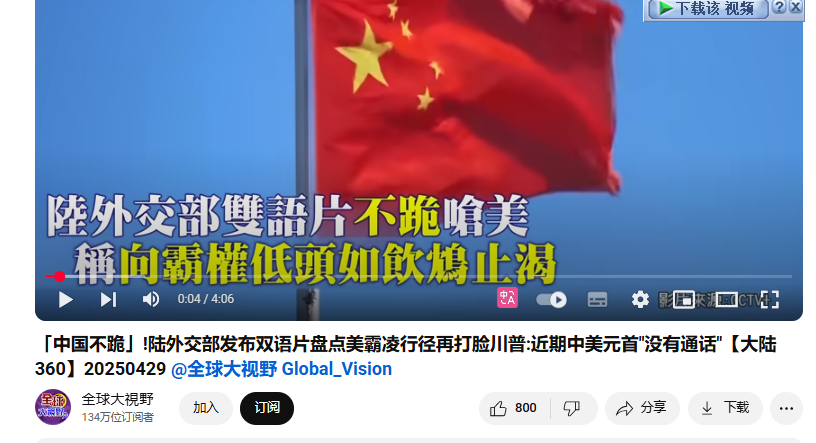 下载该 视频
?
陸外交部雙語片不跪嗆美
稱向霸權低頭如飲鴆止渴
0:04 / 4:06
中
A
「中国不跪」!陆外交部发布双语片盘点美霸凌行径再打脸川普:近期中美元首"没有通话"【大陆
360】20250429 @全球大视野 Global_Vision
全球大视野
134万位订阅者
加入
订阅
800
分享
下载